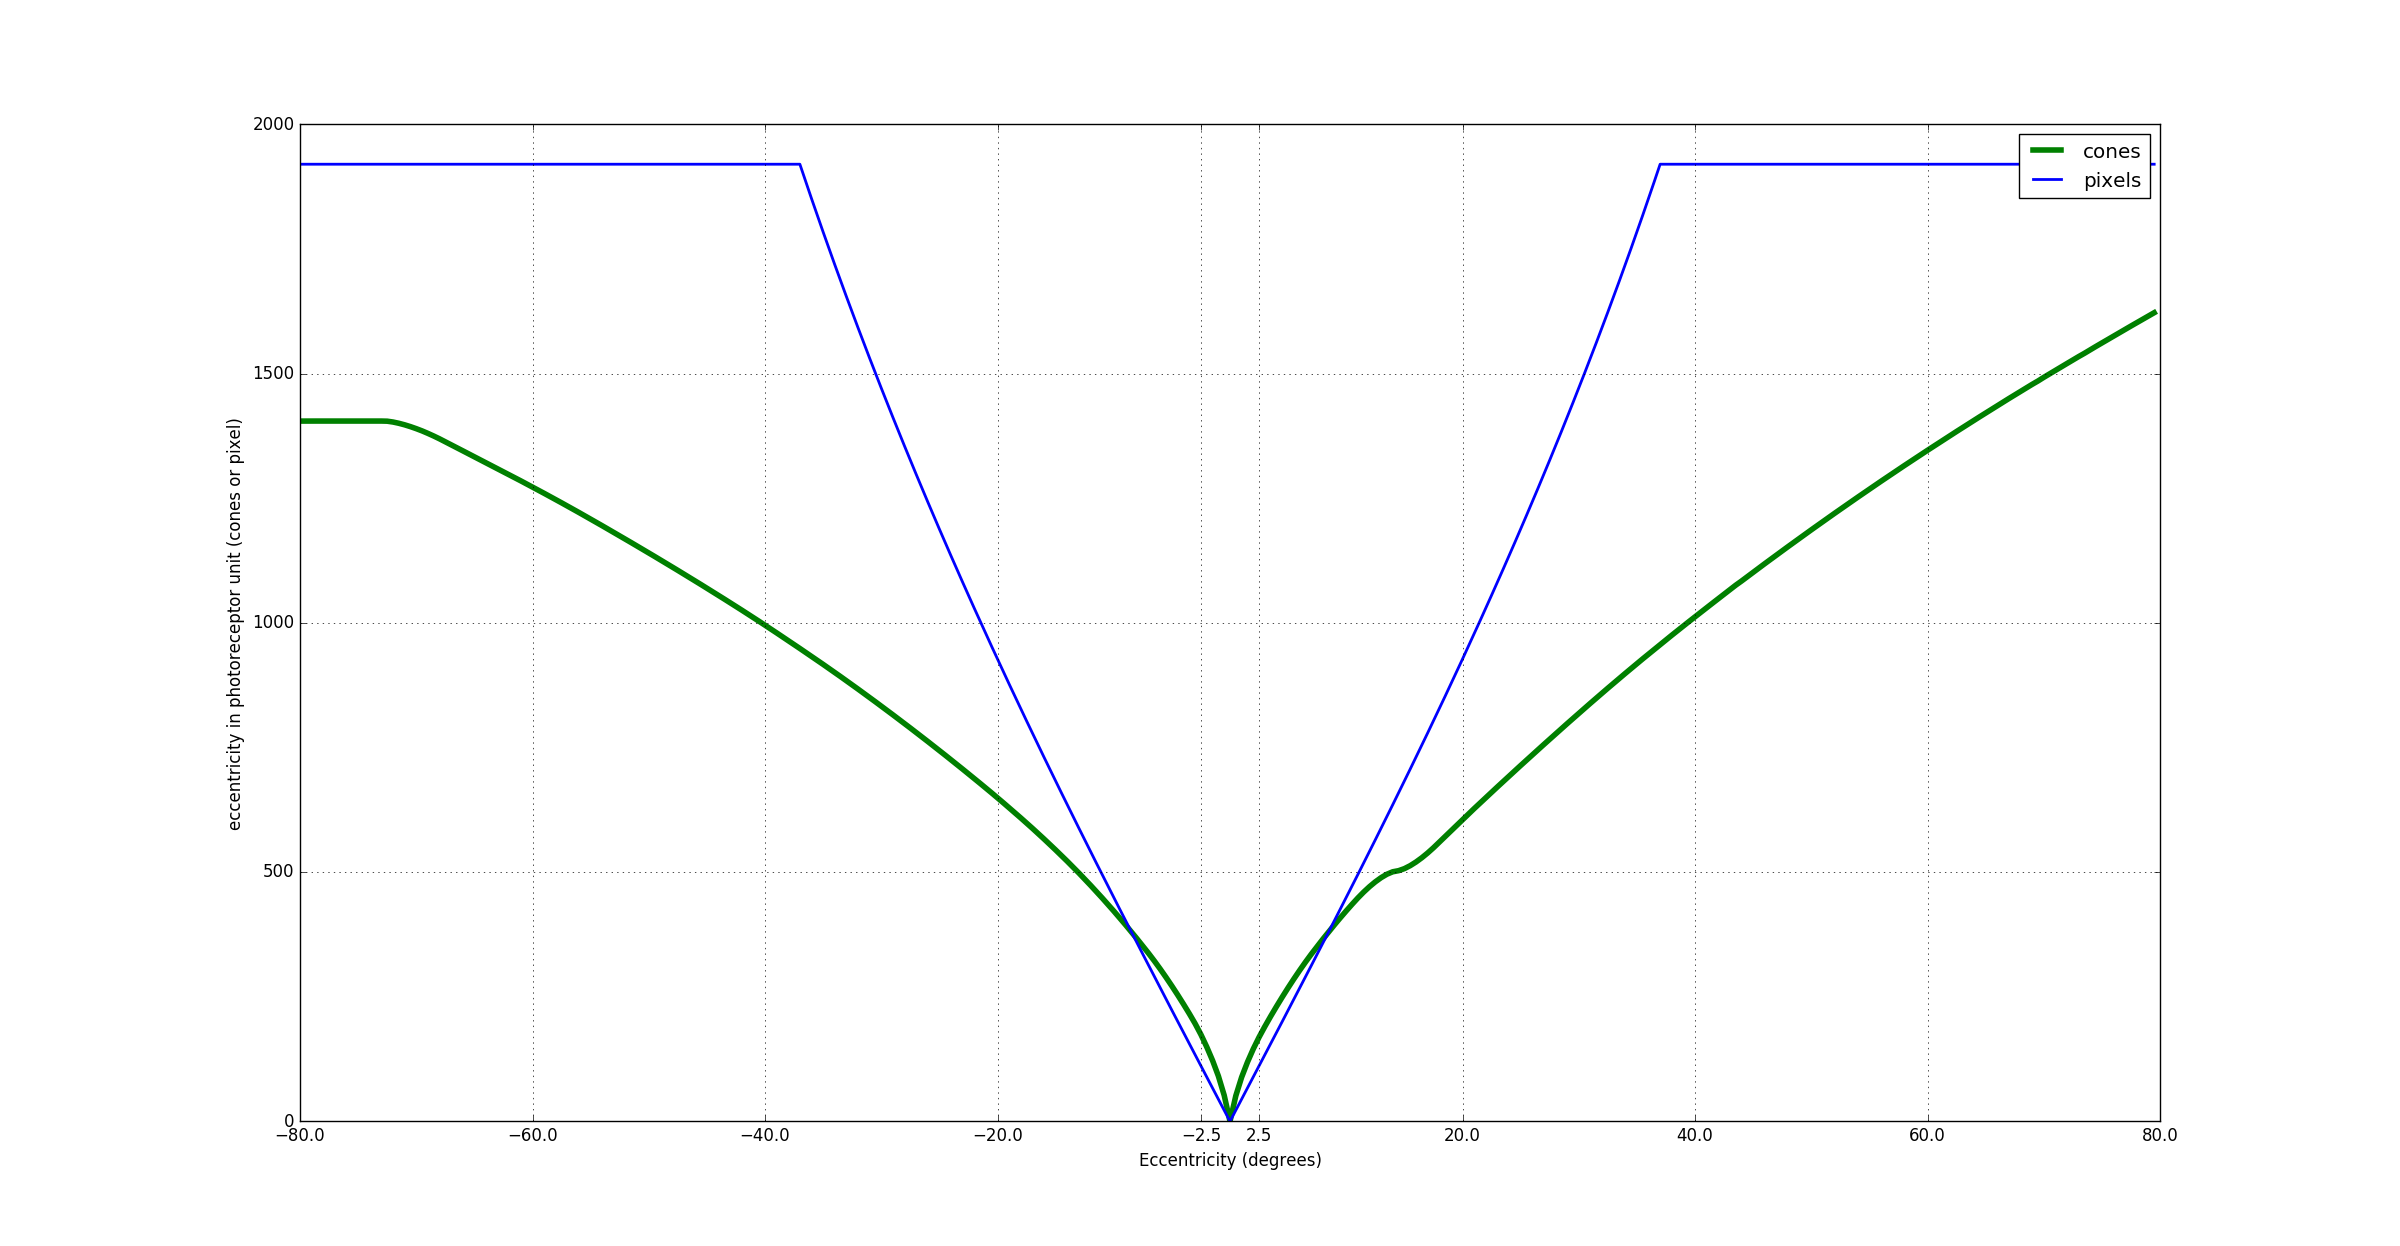 2000
cones
pixels
1500
1000
500
0
−80.0 −60.0 −40.0 −20.0 −2.5 2.5 20.0 40.0 60.0 80.0
Eccentricity (degrees)
eccentricity in photoreceptor unit (cones or pixel)